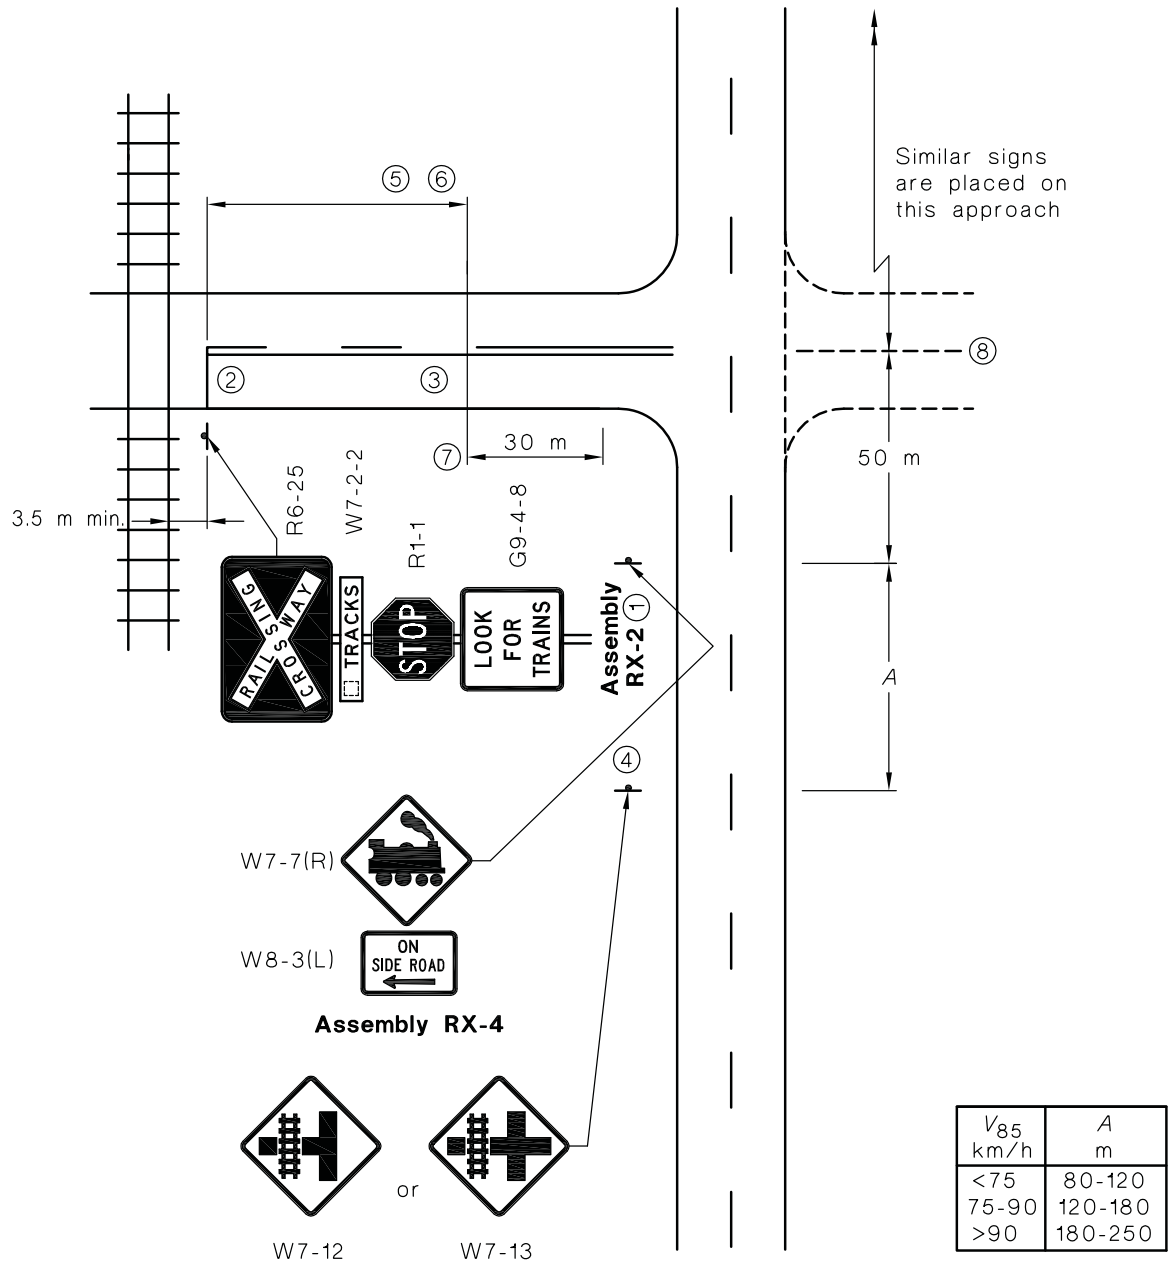 Similar signs
are placed on
this approach
5 6
8
2
3
30 m
7
50 m
3.5 m min.
R6-25
W7-2-2
R1-1
G9-4-8
RAILWAY
CROSSING
TRACKS
STOP
LOOK
FOR
TRAINS
Assembly
RX-2 1
A
4
W7-7(R)
W8-3(L)
ON
SIDE ROAD
Assembly RX-4
or
W7-12
W7-13
V85 A
km/h m
<75 80-120
75-90 120-180
>90 180-250